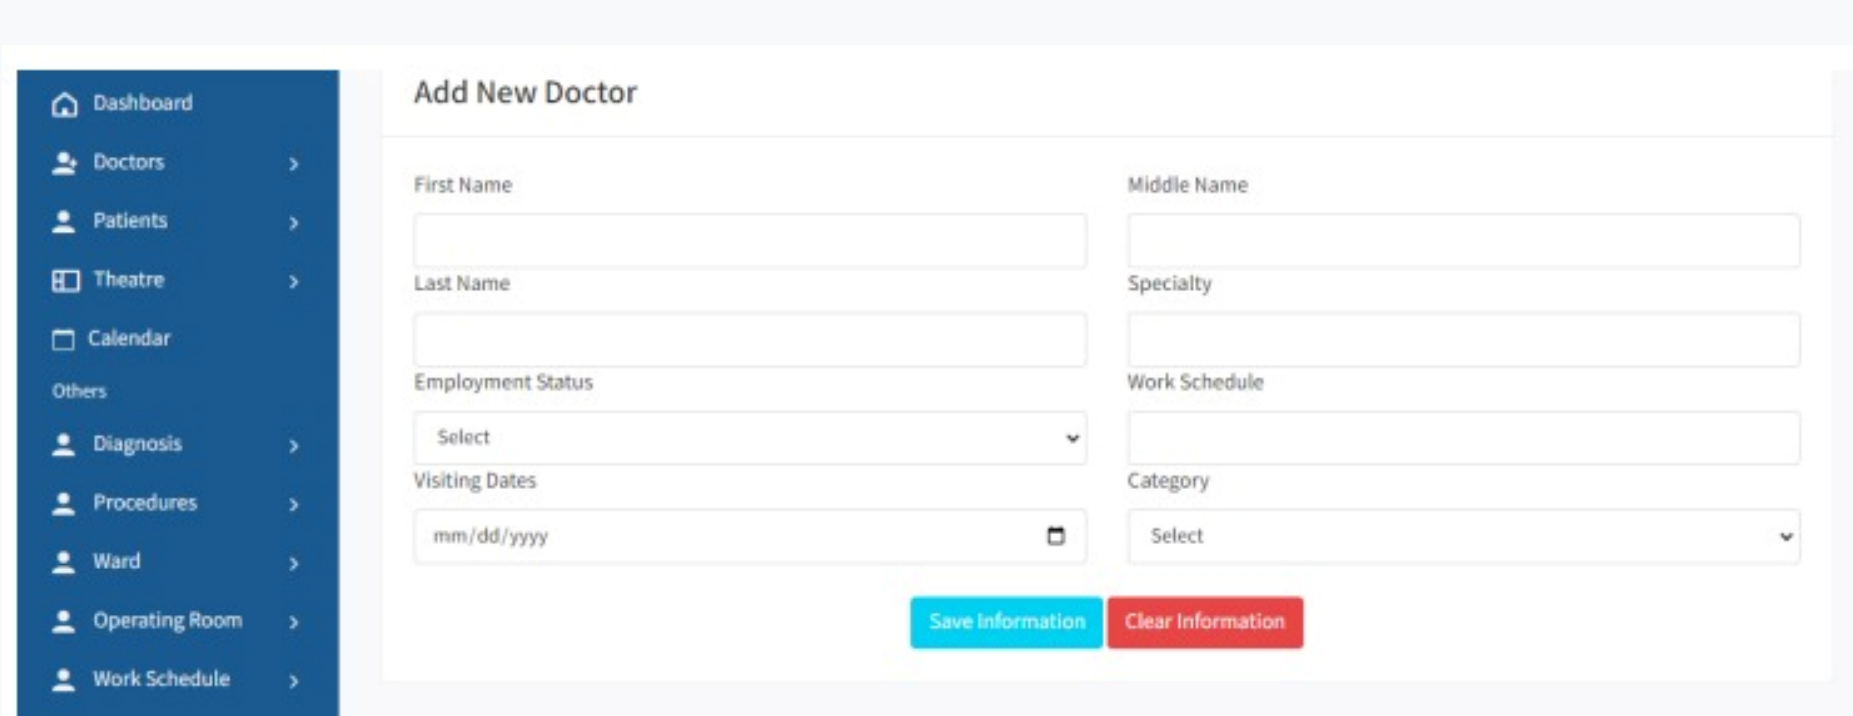 Dashboard
Doctors
Patients
Theatre
Calendar
Others
Diagnosis
Procedures
Ward
Operating Room
Work Schedule
Add New Doctor
First Name
Middle Name
Last Name
Specialty
Employment Status
Work Schedule
Select
Visiting Dates
Category
mm/dd/yyyy
Select
Save Information
Clear Information